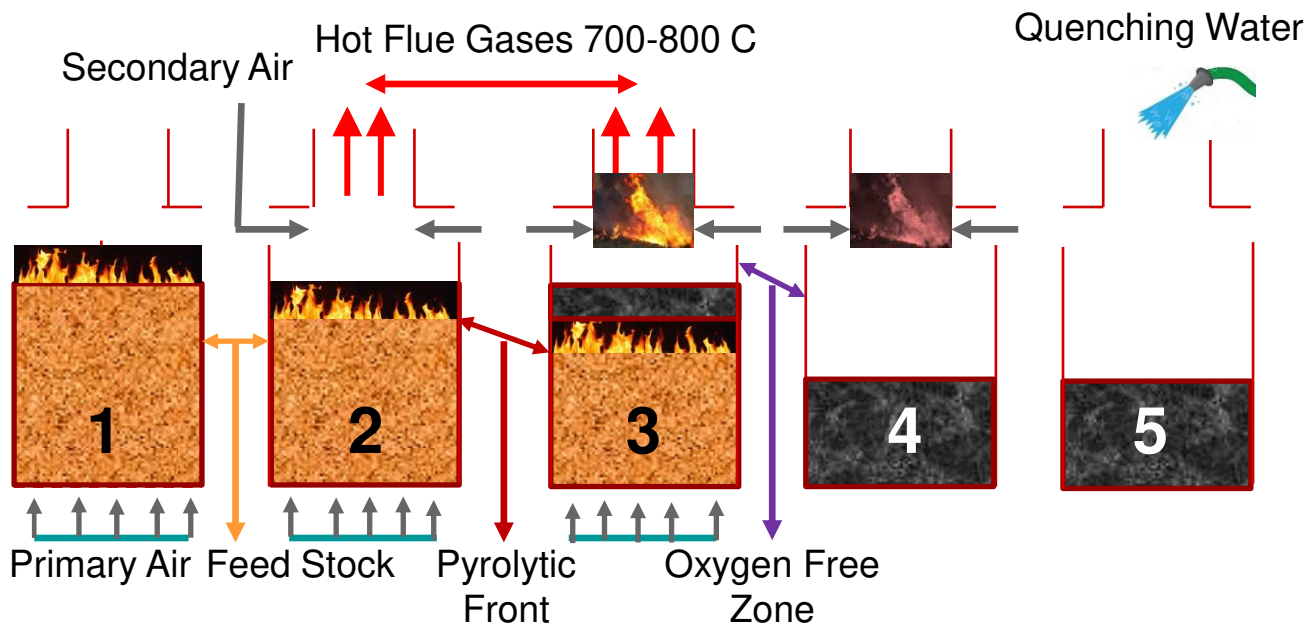 Hot Flue Gases 700-800 C
Quenching Water
Secondary Air
1
2
3
4
5
Primary Air
Feed Stock
Pyrolytic
Front
Oxygen Free
Zone